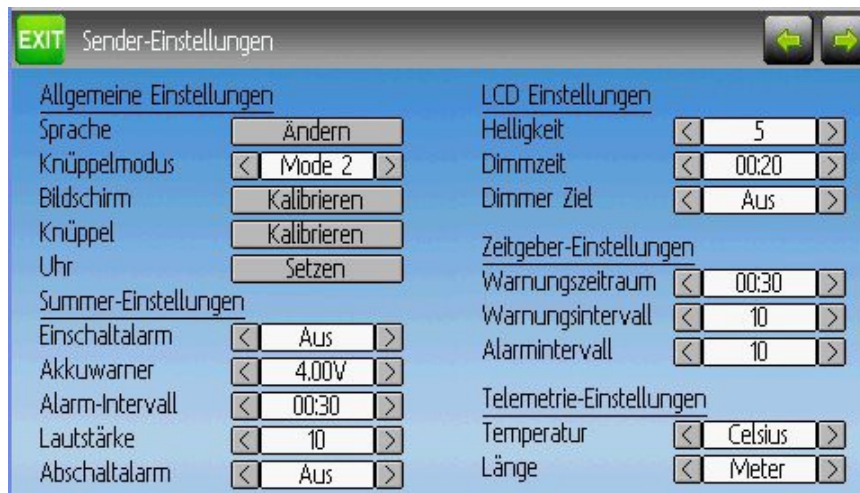 EXIT Sender-Einstellungen
Allgemeine Einstellungen
Sprache Ändern
Knüppelmodus < Mode 2 >
Bildschirm Kalibrieren
Knüppel Kalibrieren
Uhr Setzen
Summer-Einstellungen
Einschaltalarm < Aus >
Akkuwarner < 4.00V >
Alarm-Intervall < 00:30 >
Lautstärke < 10 >
Abschaltalarm < Aus >
LCD Einstellungen
Helligkeit < 5 >
Dimmzeit < 00:20 >
Dimmer Ziel < Aus >
Zeitgeber-Einstellungen
Warnungszeitraum < 00:30 >
Warnungsintervall < 10 >
Alarmintervall < 10 >
Telemetrie-Einstellungen
Temperatur < Celsius >
Länge < Meter >